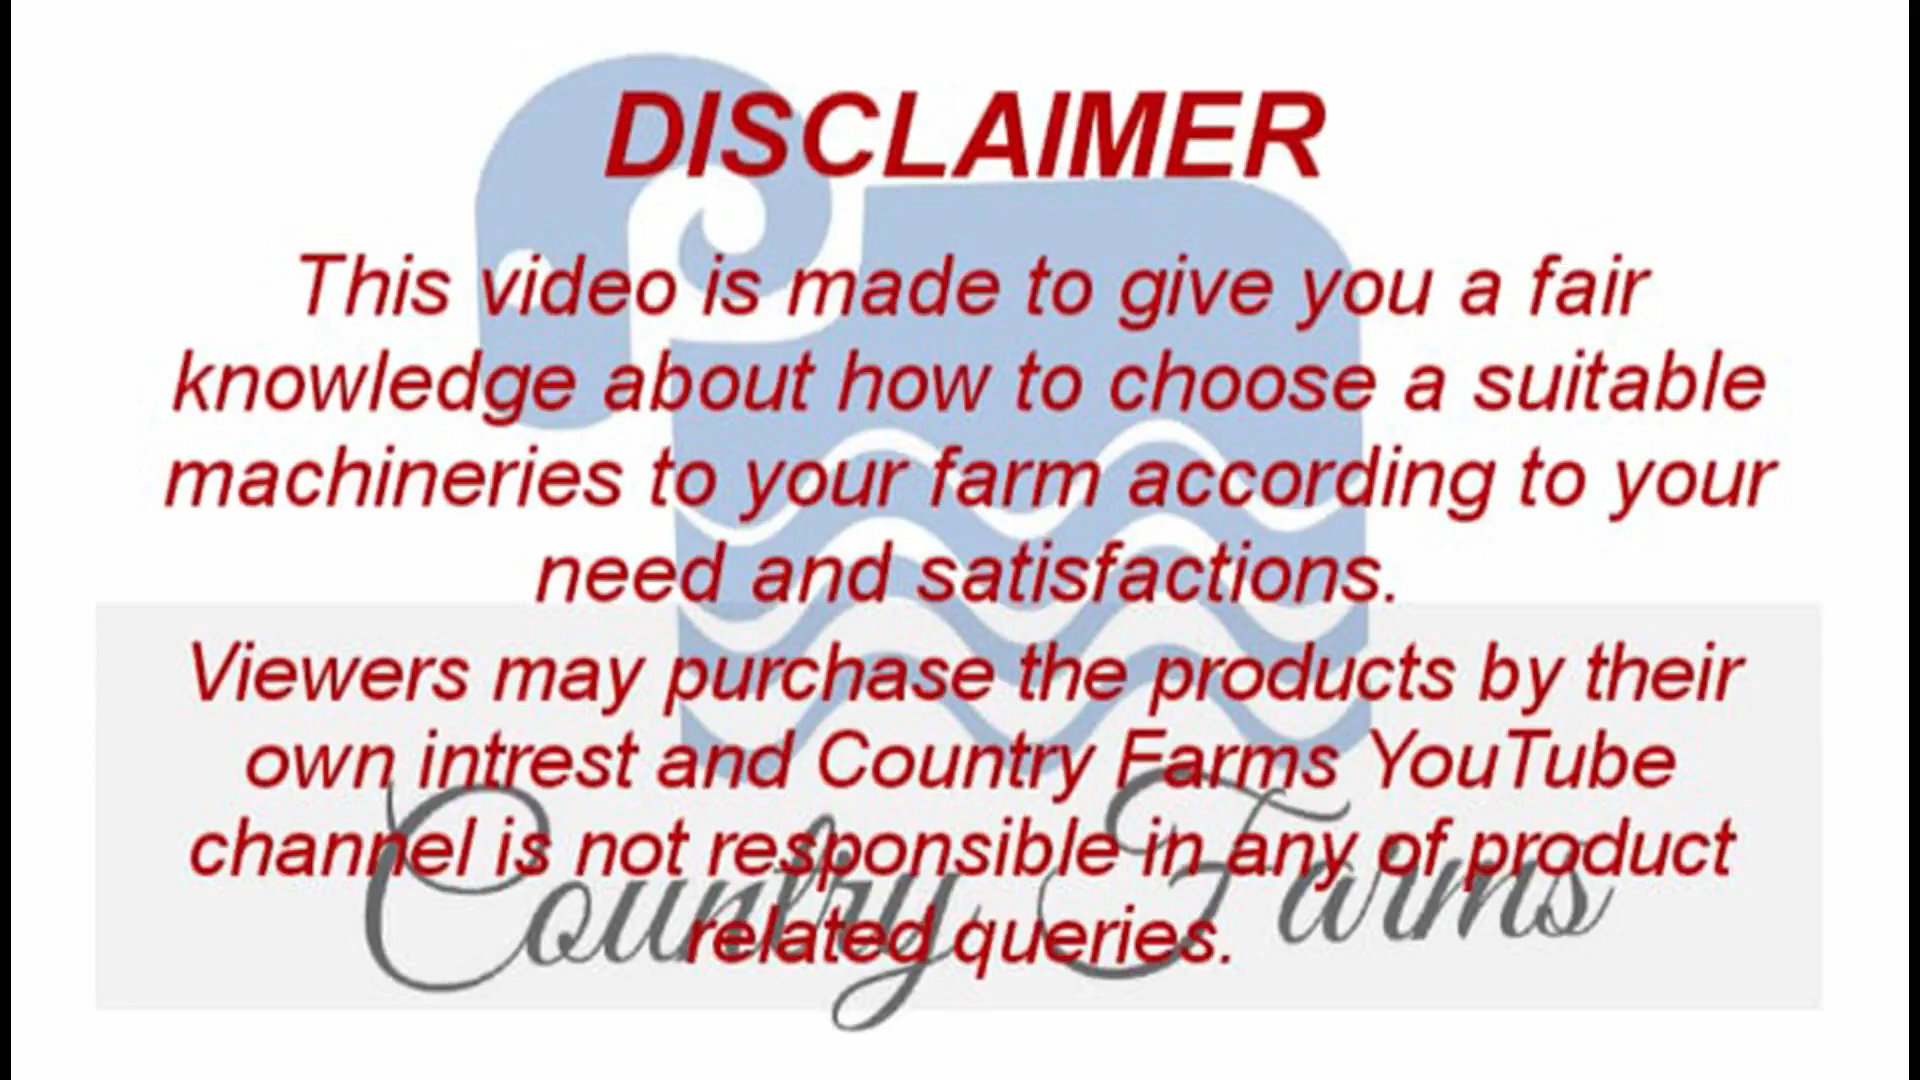 DISCLAIMER
This video is made to give you a fair
knowledge about how to choose a suitable
machineries to your farm according to your
need and satisfactions.
Viewers may purchase the products by their
own intrest and Country Farms YouTube
channel is not responsible in any of product
related queries.
Country Farms